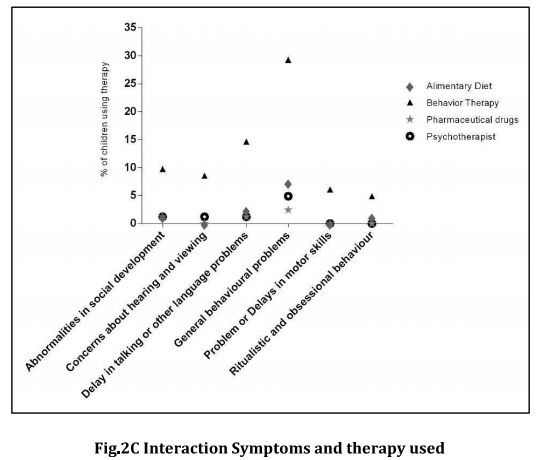 35
30
25
20
15
10
5
0
% of children using therapy
Alimentary Diet
Behavior Therapy
Pharmaceutical drugs
Psychotherapist
Abnormalities in social development
Concerns about hearing and viewing
Delay in talking or other language problems
General behavioural problems
Problem or Delays in motor skills
Ritualistic and obsessional behaviour
Fig.2C Interaction Symptoms and therapy used